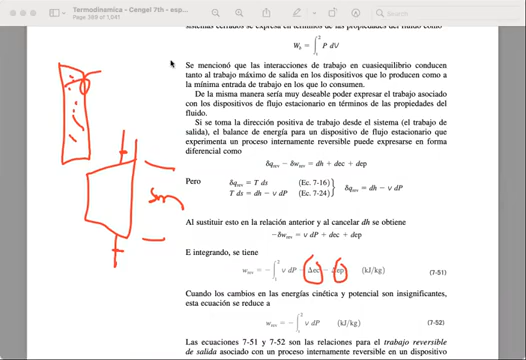 Termodinamica - Cengel 7th - esp...
Page 389 of 1,041
Search
sistemas cerrados se expresa en términos de las propiedades del fluido como
W_b = ∫₁² P dV
Se mencionó que las interacciones de trabajo en cuasiequilibrio conducen
tanto al trabajo máximo de salida en los dispositivos que lo producen como a
la mínima entrada de trabajo en los que lo consumen.
De la misma manera sería muy deseable poder expresar el trabajo asociado
con los dispositivos de flujo estacionario en términos de las propiedades del
fluido.
Si se toma la dirección positiva de trabajo desde el sistema (el trabajo de
salida), el balance de energía para un dispositivo de flujo estacionario que
experimenta un proceso internamente reversible puede expresarse en forma
diferencial como
δq_rev − δw_rev = dh + dec + dep
Pero
δq_rev = T ds (Ec. 7-16)
T ds = dh − v dP (Ec. 7-24)
} δq_rev = dh − v dP
Al sustituir esto en la relación anterior y al cancelar dh se obtiene
−δw_rev = v dP + dec + dep
E integrando, se tiene
w_rev = −∫₁² v dP − Δec − Δep (kJ/kg) (7-51)
Cuando los cambios en las energías cinética y potencial son insignificantes,
esta ecuación se reduce a
w_rev = −∫₁² v dP (kJ/kg) (7-52)
Las ecuaciones 7-51 y 7-52 son las relaciones para el trabajo reversible
de salida asociado con un proceso internamente reversible en un dispositivo